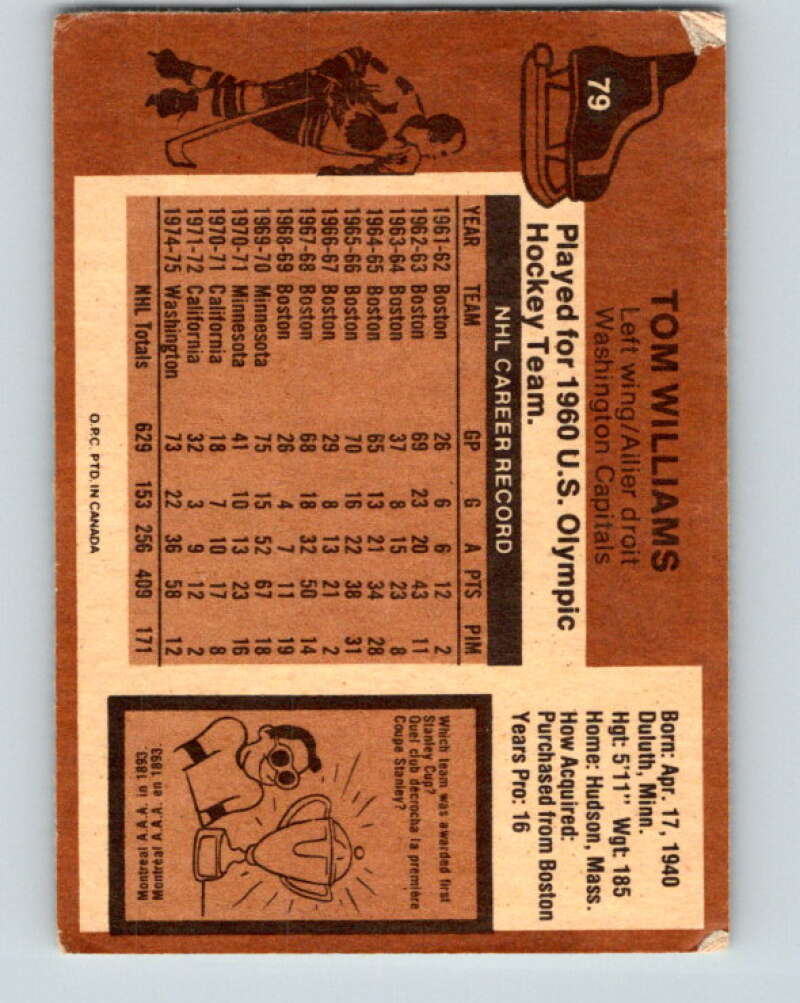 79
TOM WILLIAMS
Left wing/Ailier droit
Washington Capitals
Played for 1960 U.S. Olympic
Hockey Team.
NHL CAREER RECORD
YEAR TEAM GP G A PTS PIM
1961-62 Boston 26 6 6 12 2
1962-63 Boston 69 23 20 43 11
1963-64 Boston 37 8 15 23 8
1964-65 Boston 65 13 21 34 28
1965-66 Boston 70 16 22 38 31
1966-67 Boston 29 8 13 21 2
1967-68 Boston 68 18 32 50 14
1968-69 Boston 26 4 7 11 19
1969-70 Minnesota 75 15 52 67 18
1970-71 Minnesota 41 10 13 23 16
1970-71 California 18 7 10 17 8
1971-72 California 32 3 9 12 2
1974-75 Washington 73 22 36 58 12
NHL Totals 629 153 256 409 171
O.P.C. PTD. IN CANADA
Born: Apr. 17, 1940
Duluth, Minn.
Hgt: 5'11" Wgt: 185
Home: Hudson, Mass.
How Acquired:
Purchased from Boston
Years Pro: 16
Which team was awarded first
Stanley Cup?
Quel club décrocha la première
Coupe Stanley?
Montreal A.A.A. in 1893
Montréal A.A.A. en 1893